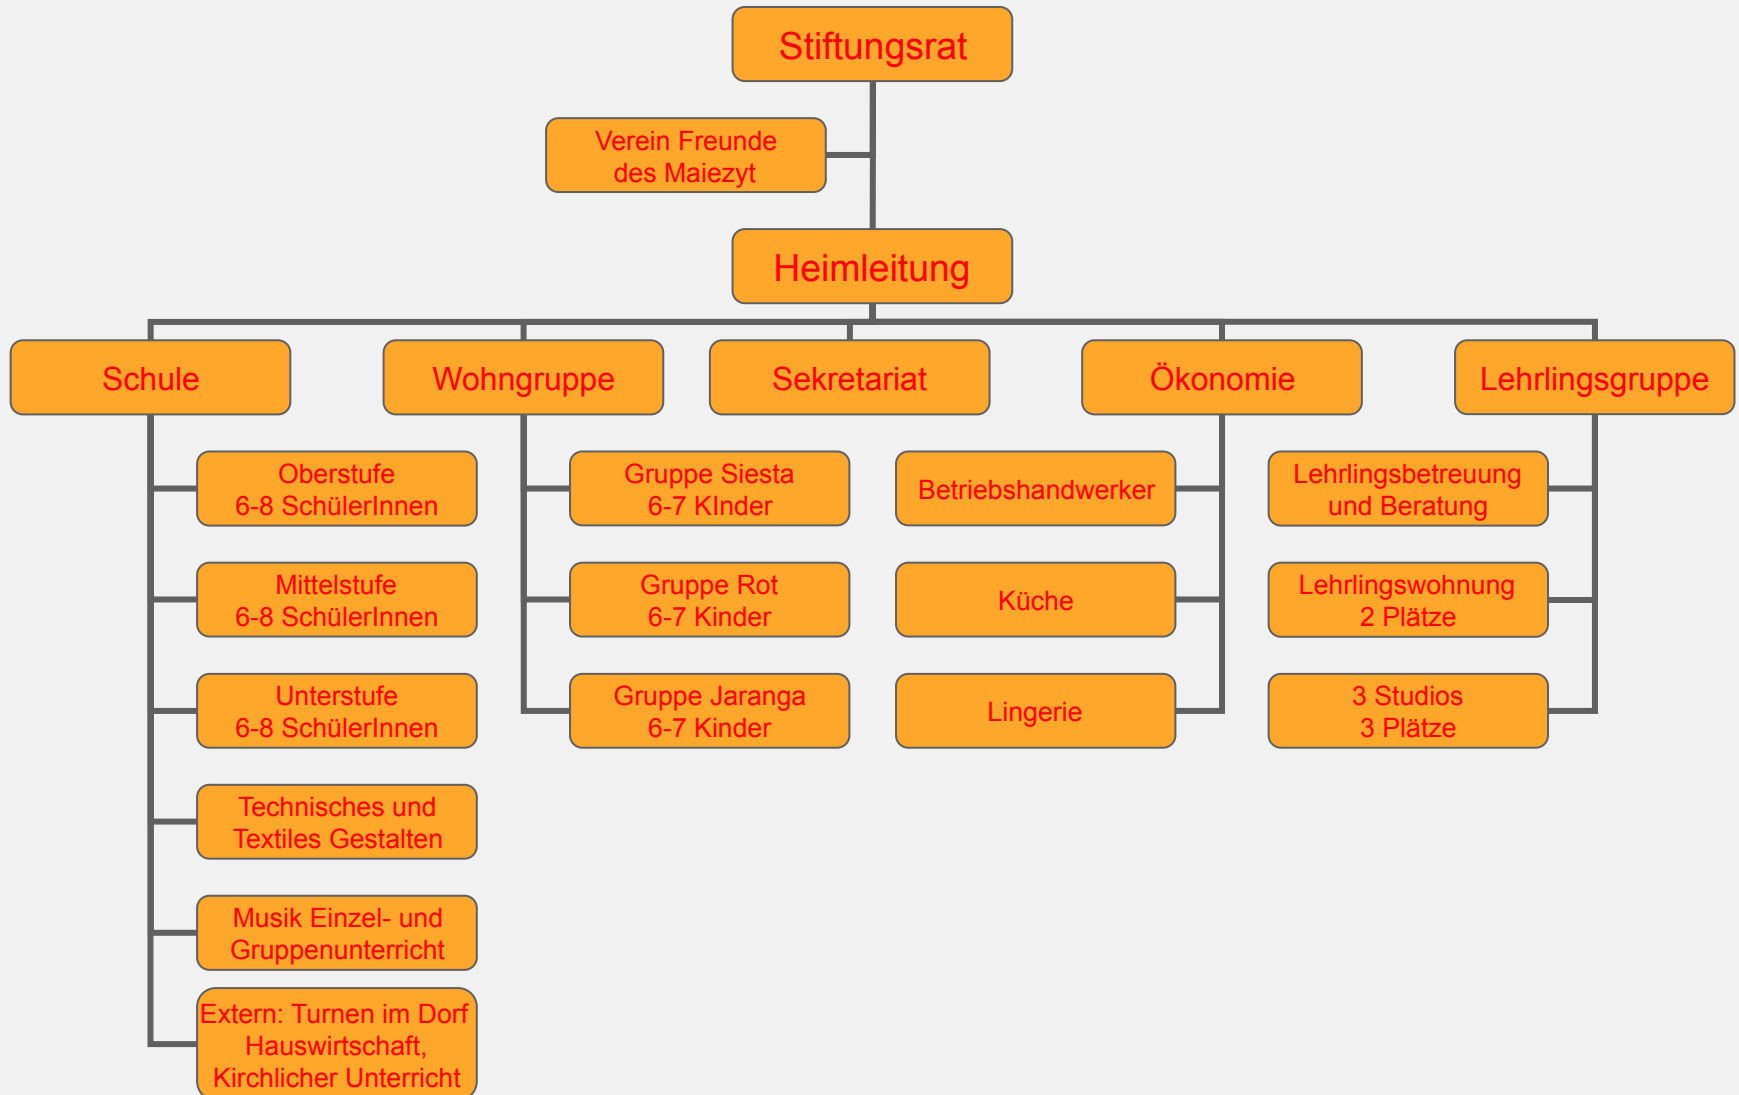 Stiftungsrat
Verein Freunde
des Maiezyt
Heimleitung
Schule
Wohngruppe
Sekretariat
Ökonomie
Lehrlingsgruppe
Oberstufe
6-8 SchülerInnen
Mittelstufe
6-8 SchülerInnen
Unterstufe
6-8 SchülerInnen
Technisches und
Textiles Gestalten
Musik Einzel- und
Gruppenunterricht
Extern: Turnen im Dorf
Hauswirtschaft,
Kirchlicher Unterricht
Gruppe Siesta
6-7 KInder
Gruppe Rot
6-7 Kinder
Gruppe Jaranga
6-7 Kinder
Betriebshandwerker
Küche
Lingerie
Lehrlingsbetreuung
und Beratung
Lehrlingswohnung
2 Plätze
3 Studios
3 Plätze